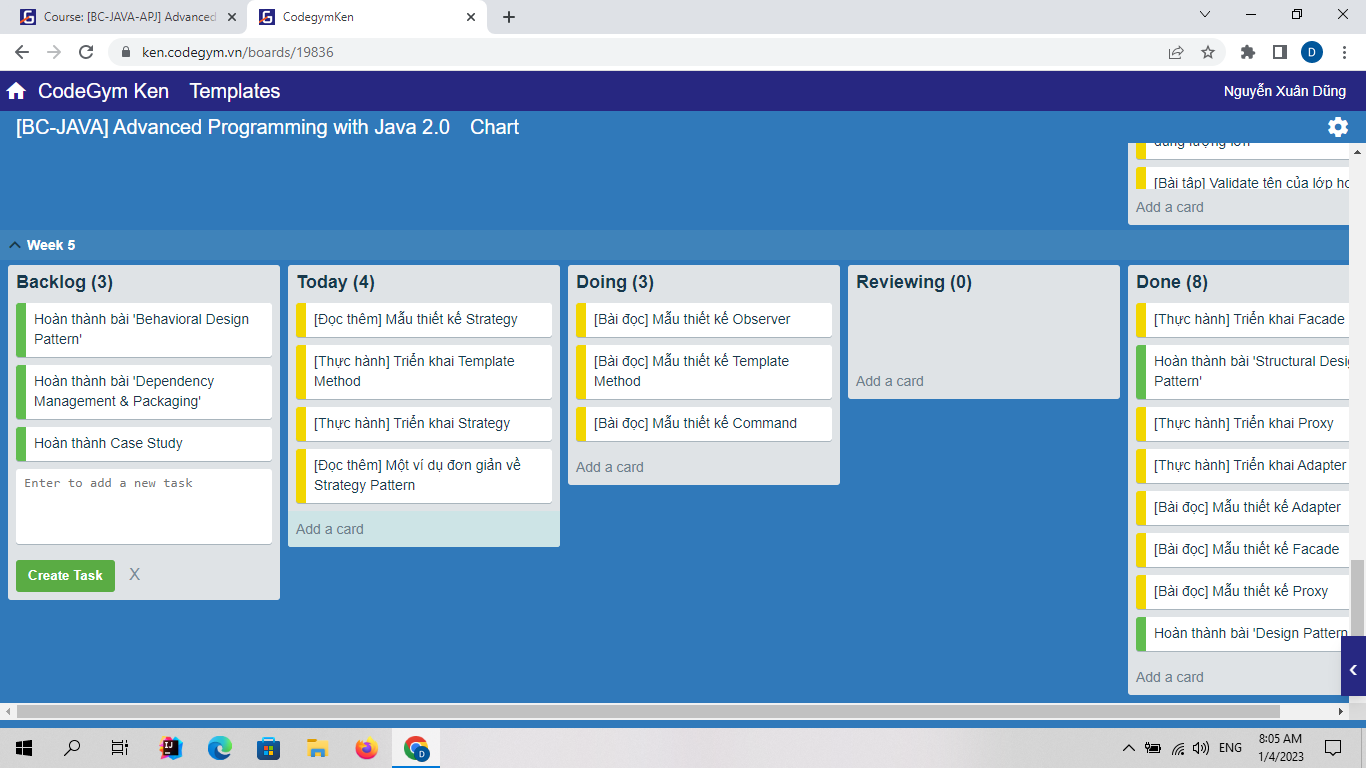 Course: [BC-JAVA-APJ] Advanced
CodegymKen
ken.codegym.vn/boards/19836
D
CodeGym Ken
Templates
Nguyễn Xuân Dũng
[BC-JAVA] Advanced Programming with Java 2.0
Chart
dung lượng lớn
[Bài tập] Validate tên của lớp họ
Add a card
Week 5
Backlog (3)
Hoàn thành bài 'Behavioral Design
Pattern'
Hoàn thành bài 'Dependency
Management & Packaging'
Hoàn thành Case Study
Enter to add a new task
Create Task
X
Today (4)
[Đọc thêm] Mẫu thiết kế Strategy
[Thực hành] Triển khai Template
Method
[Thực hành] Triển khai Strategy
[Đọc thêm] Một ví dụ đơn giản về
Strategy Pattern
Add a card
Doing (3)
[Bài đọc] Mẫu thiết kế Observer
[Bài đọc] Mẫu thiết kế Template
Method
[Bài đọc] Mẫu thiết kế Command
Add a card
Reviewing (0)
Add a card
Done (8)
[Thực hành] Triển khai Facade
Hoàn thành bài 'Structural Desi
Pattern'
[Thực hành] Triển khai Proxy
[Thực hành] Triển khai Adapter
[Bài đọc] Mẫu thiết kế Adapter
[Bài đọc] Mẫu thiết kế Facade
[Bài đọc] Mẫu thiết kế Proxy
Hoàn thành bài 'Design Pattern
Add a card
ENG
8:05 AM
1/4/2023